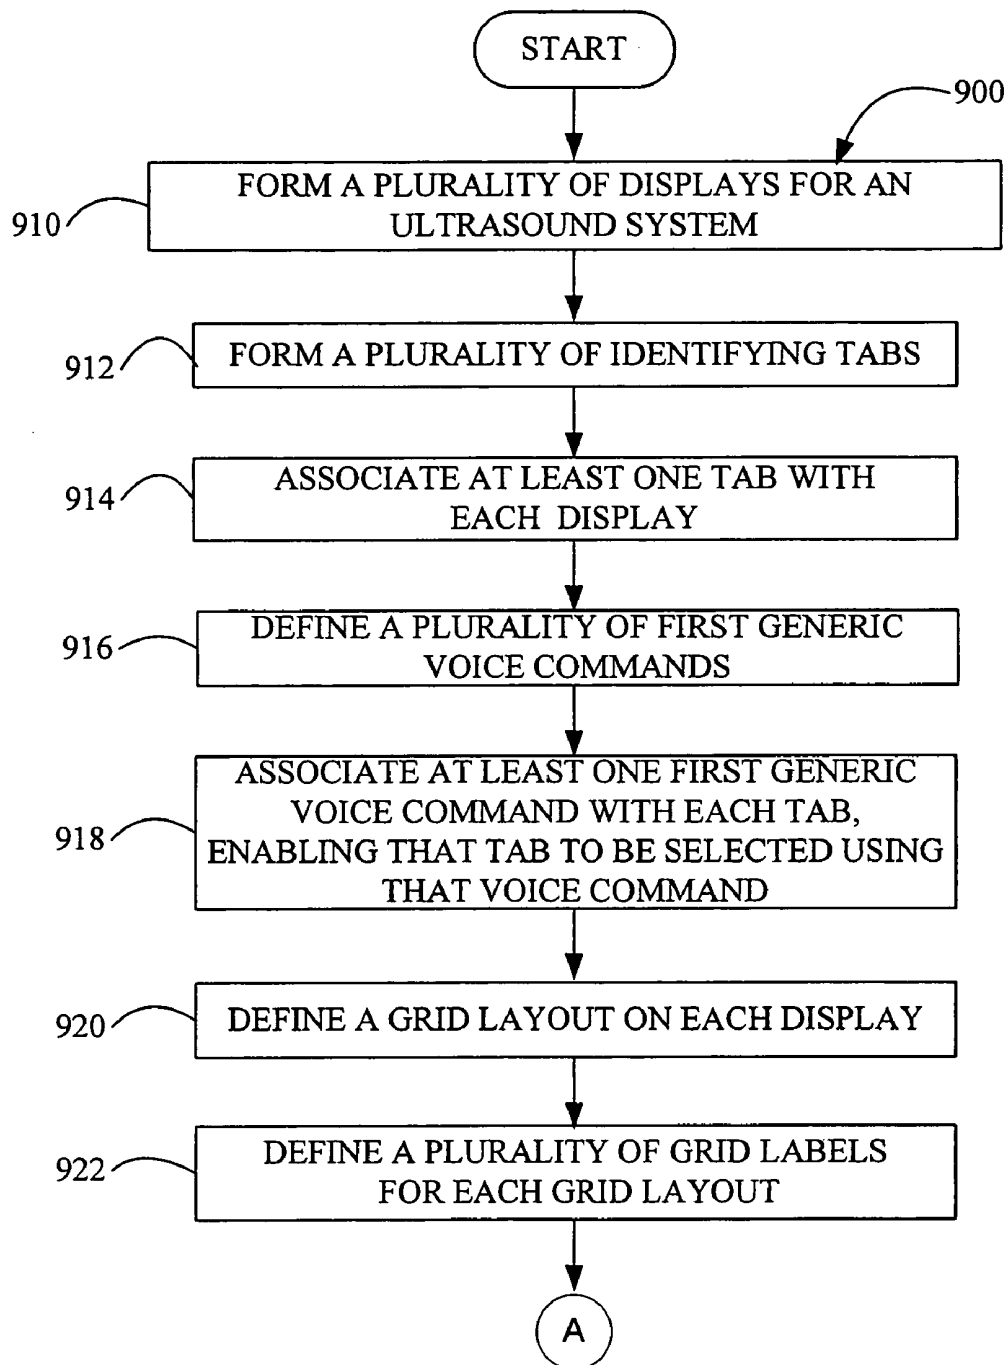 START
900
910
FORM A PLURALITY OF DISPLAYS FOR AN
ULTRASOUND SYSTEM
912
FORM A PLURALITY OF IDENTIFYING TABS
914
ASSOCIATE AT LEAST ONE TAB WITH
EACH DISPLAY
916
DEFINE A PLURALITY OF FIRST GENERIC
VOICE COMMANDS
918
ASSOCIATE AT LEAST ONE FIRST GENERIC
VOICE COMMAND WITH EACH TAB,
ENABLING THAT TAB TO BE SELECTED USING
THAT VOICE COMMAND
920
DEFINE A GRID LAYOUT ON EACH DISPLAY
922
DEFINE A PLURALITY OF GRID LABELS
FOR EACH GRID LAYOUT
A